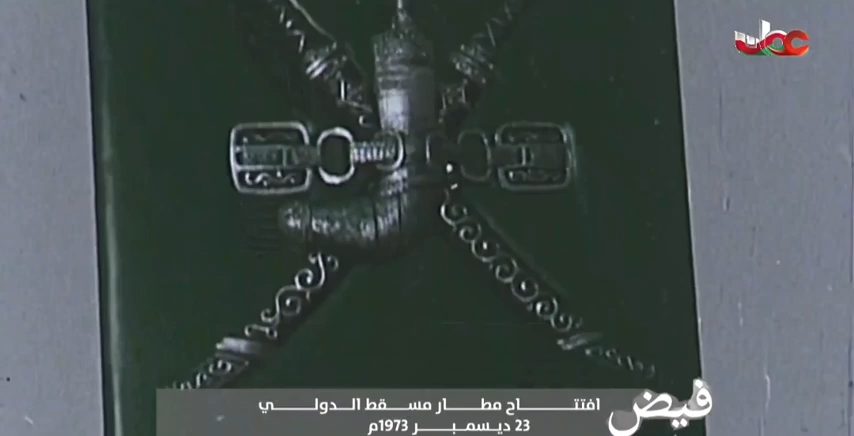 عمان
افتتاح مطار مسقط الدولي
23 ديسمبر 1973م
فيض